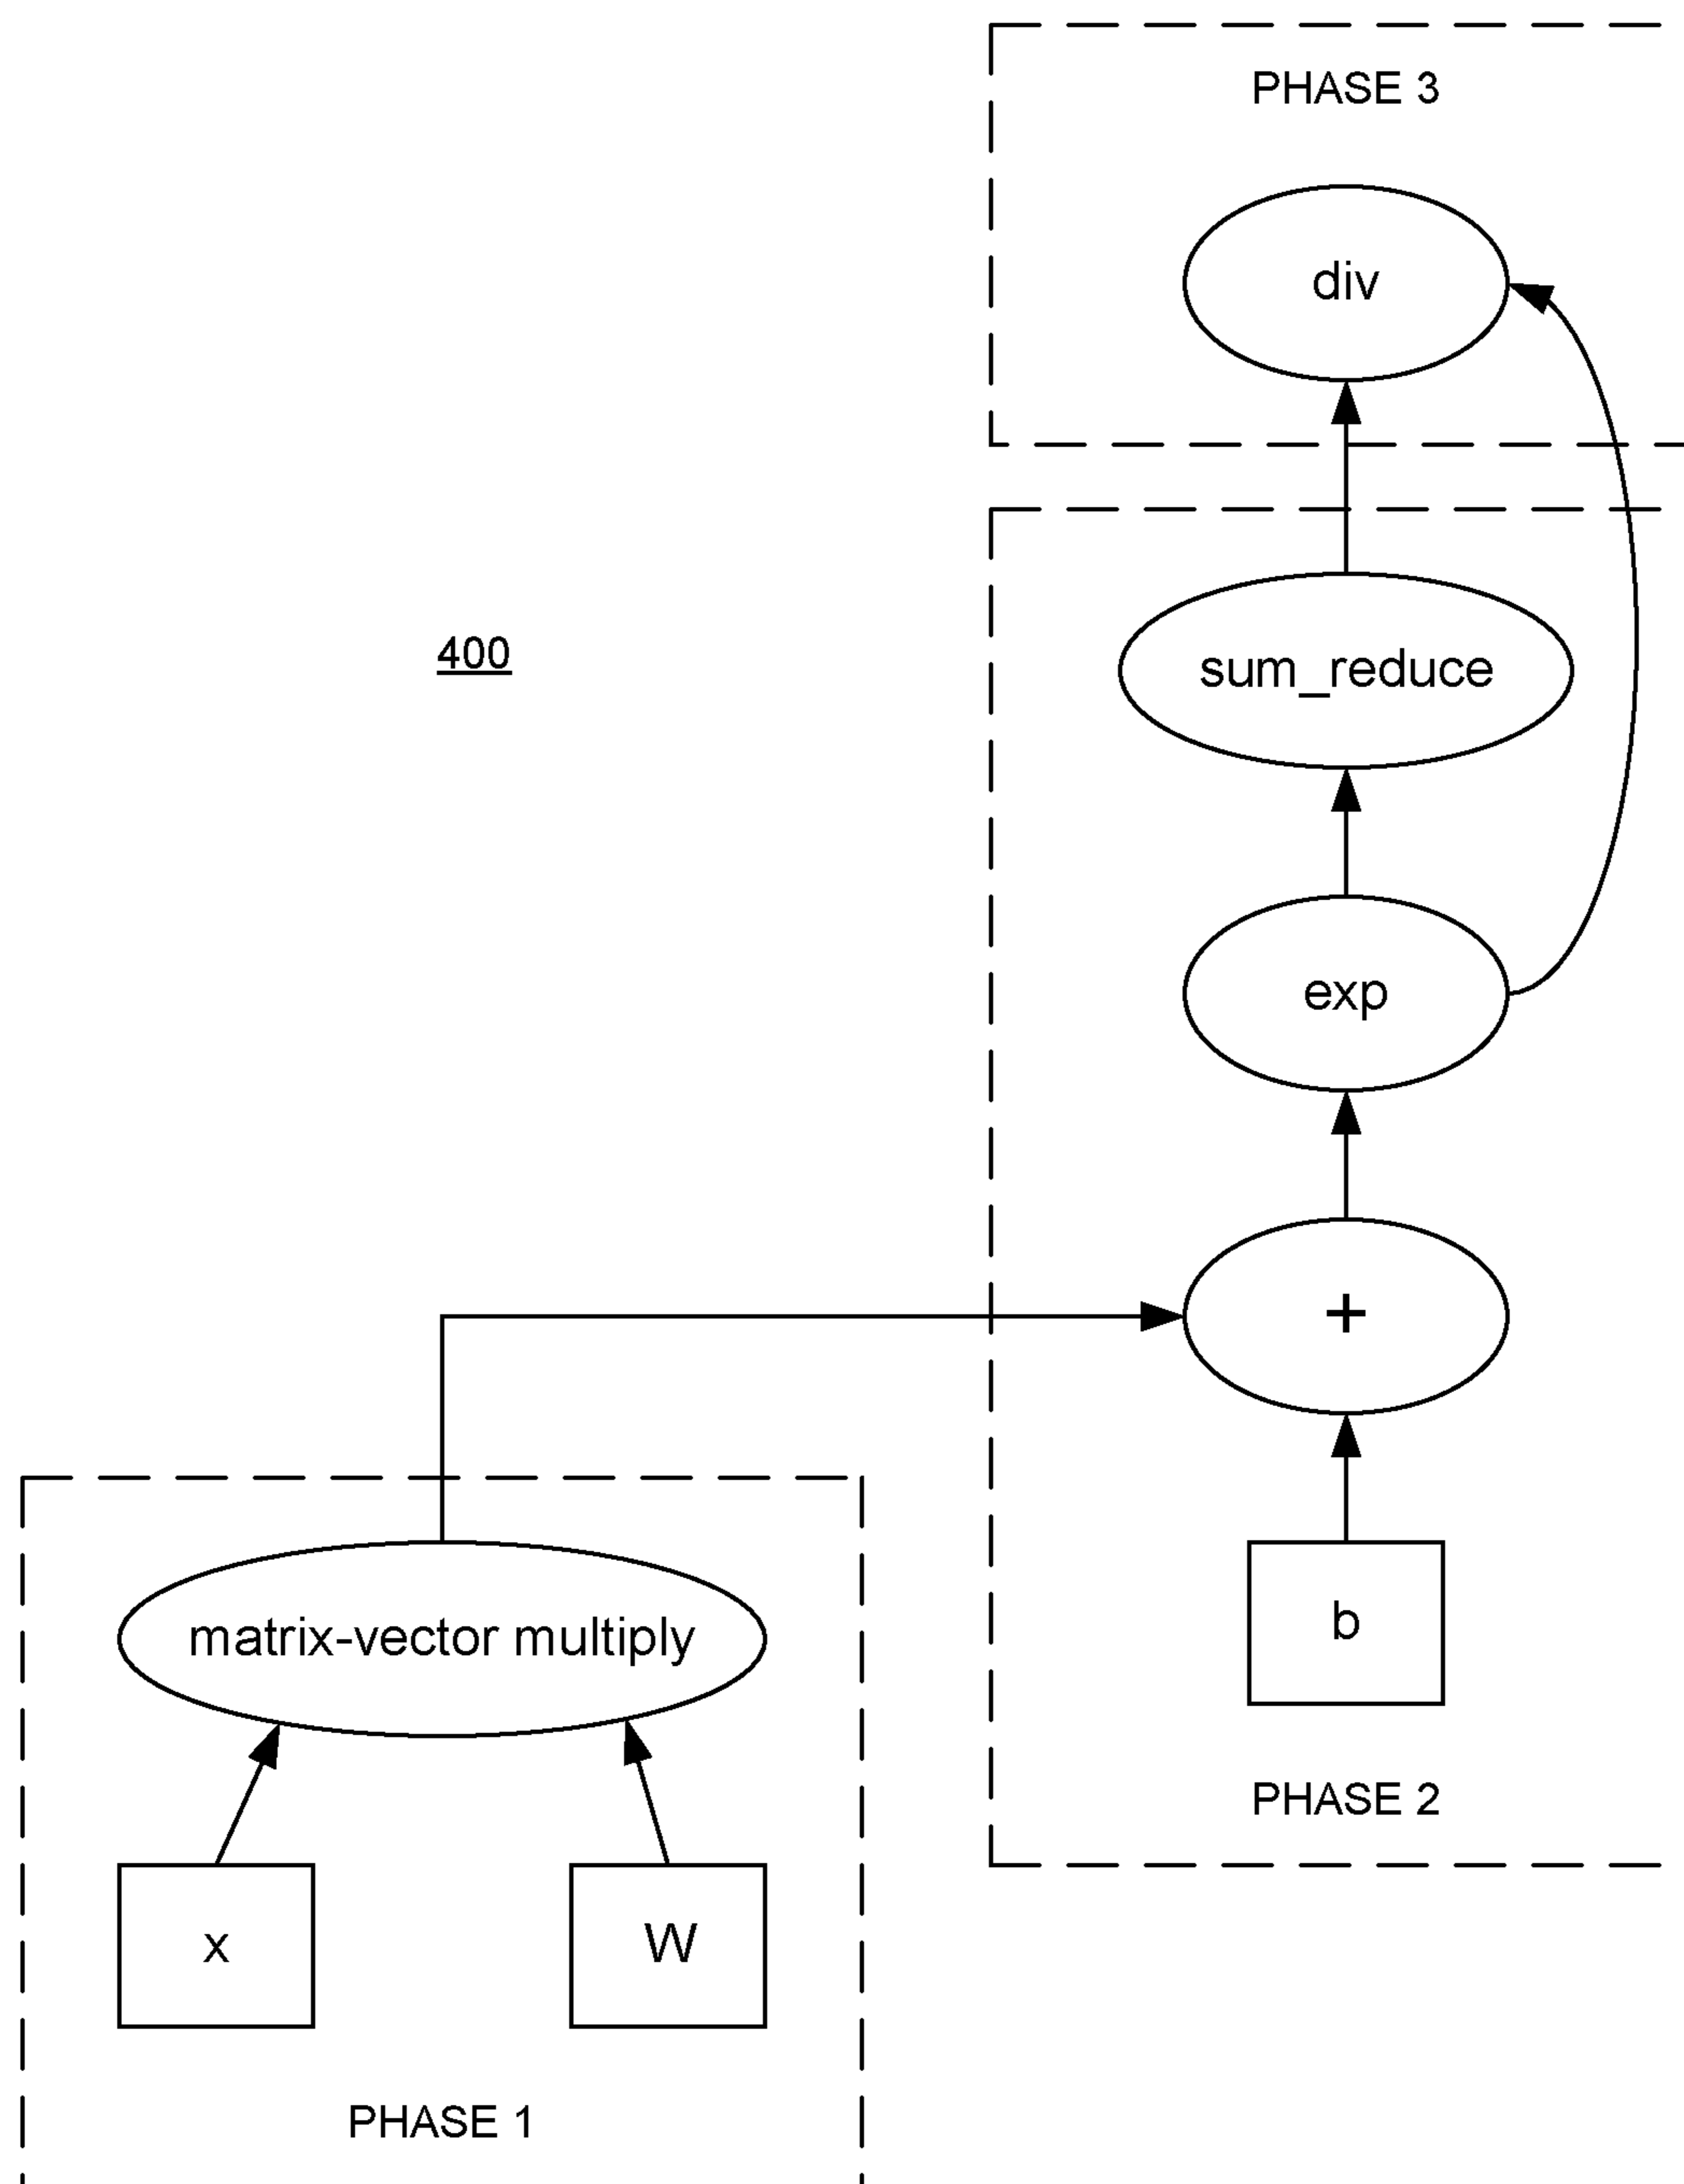 PHASE 3
div
400
sum_reduce
exp
+
matrix-vector multiply
b
PHASE 2
x
W
PHASE 1